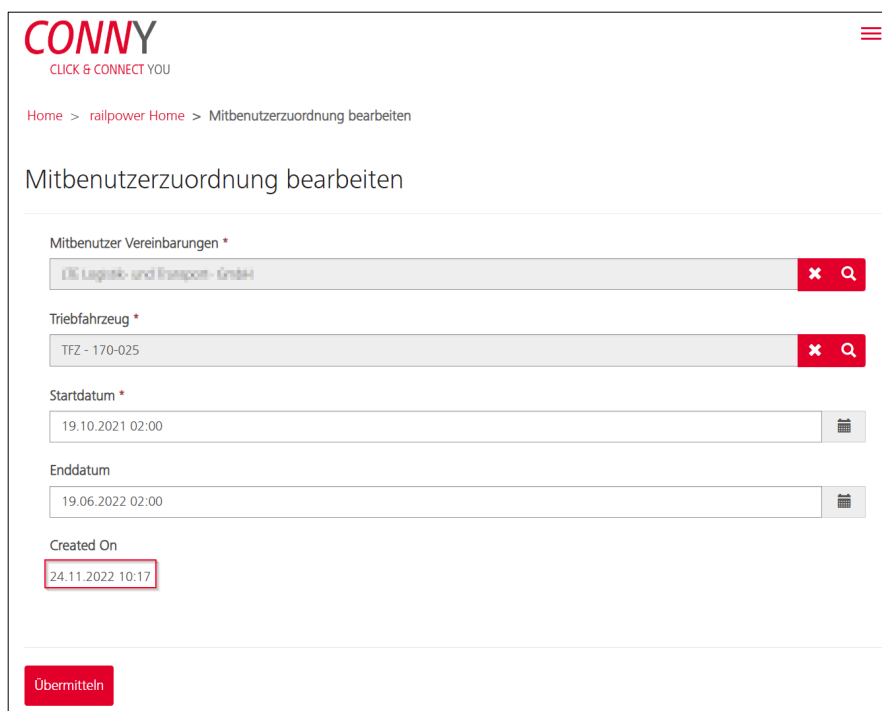 CONNY
CLICK & CONNECT YOU
Home > railpower Home > Mitbenutzerzuordnung bearbeiten
Mitbenutzerzuordnung bearbeiten
Mitbenutzer Vereinbarungen *
Triebfahrzeug *
TFZ - 170-025
Startdatum *
19.10.2021 02:00
Enddatum
19.06.2022 02:00
Created On
24.11.2022 10:17
Übermitteln